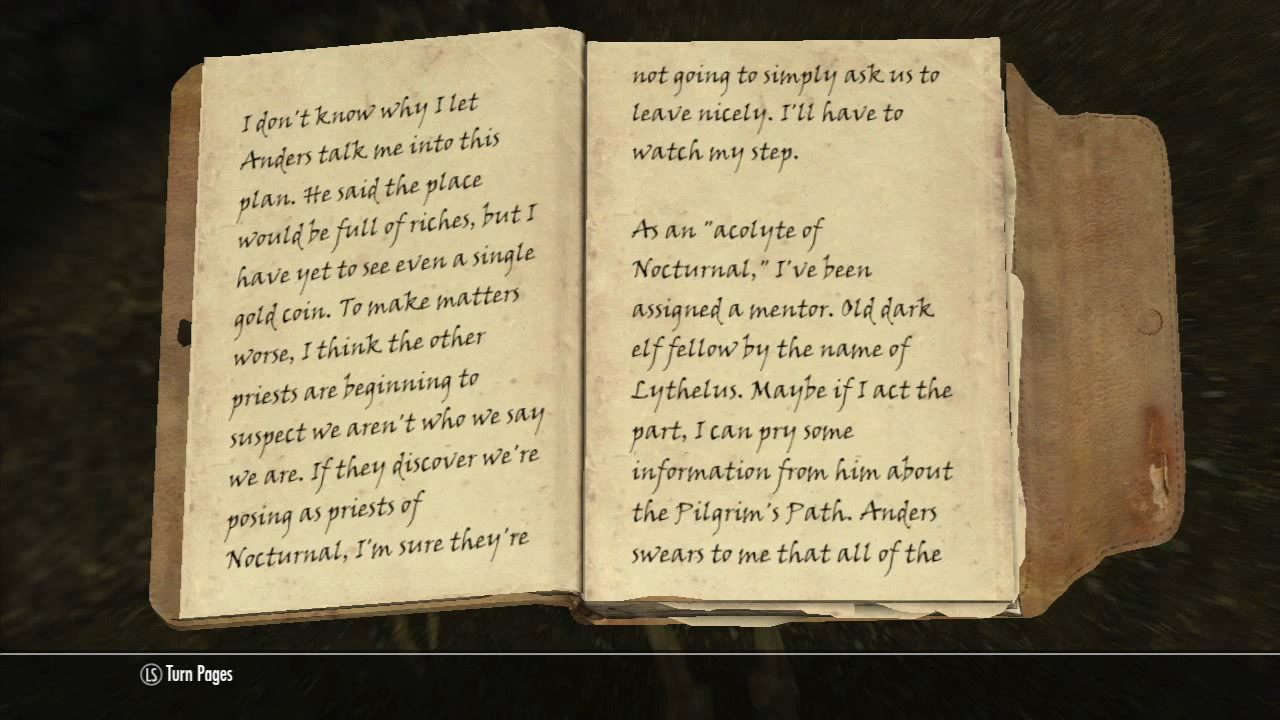 I don't know why I let
Anders talk me into this
plan. He said the place
would be full of riches, but I
have yet to see even a single
gold coin. To make matters
worse, I think the other
priests are beginning to
suspect we aren't who we say
we are. If they discover we're
posing as priests of
Nocturnal, I'm sure they're
not going to simply ask us to
leave nicely. I'll have to
watch my step.
As an "acolyte of
Nocturnal," I've been
assigned a mentor. Old dark
elf fellow by the name of
Lythelus. Maybe if I act the
part, I can pry some
information from him about
the Pilgrim's Path. Anders
swears to me that all of the
LS Turn Pages